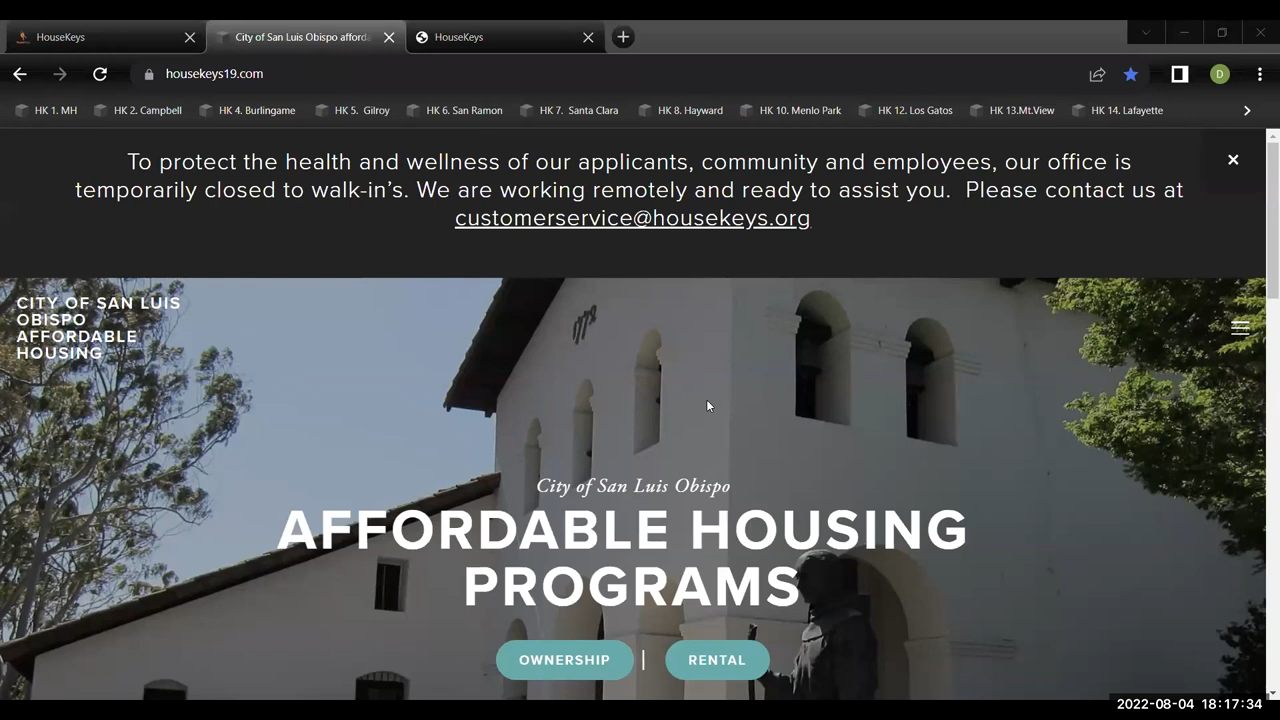 HouseKeys
City of San Luis Obispo afforda
HouseKeys
housekeys19.com
D
HK 1. MH
HK 2. Campbell
HK 4. Burlingame
HK 5. Gilroy
HK 6. San Ramon
HK 7. Santa Clara
HK 8. Hayward
HK 10. Menlo Park
HK 12. Los Gatos
HK 13.Mt.View
HK 14. Lafayette
To protect the health and wellness of our applicants, community and employees, our office is
temporarily closed to walk-in’s. We are working remotely and ready to assist you. Please contact us at
customerservice@housekeys.org
CITY OF SAN LUIS
OBISPO
AFFORDABLE
HOUSING
1772
City of San Luis Obispo
AFFORDABLE HOUSING
PROGRAMS
OWNERSHIP | RENTAL
2022-08-04 18:17:34